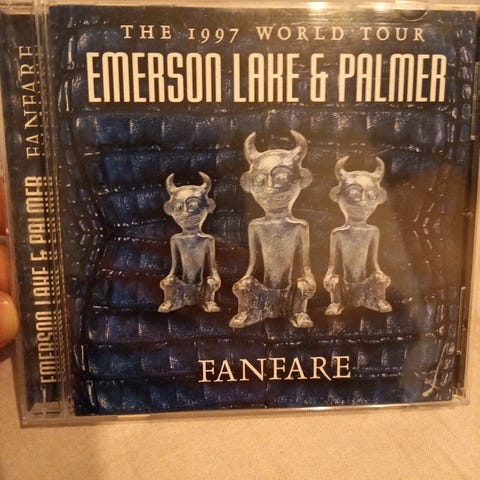 THE 1997 WORLD TOUR
EMERSON LAKE & PALMER
FANFARE
EMERSON LAKE & PALMER FANFARE